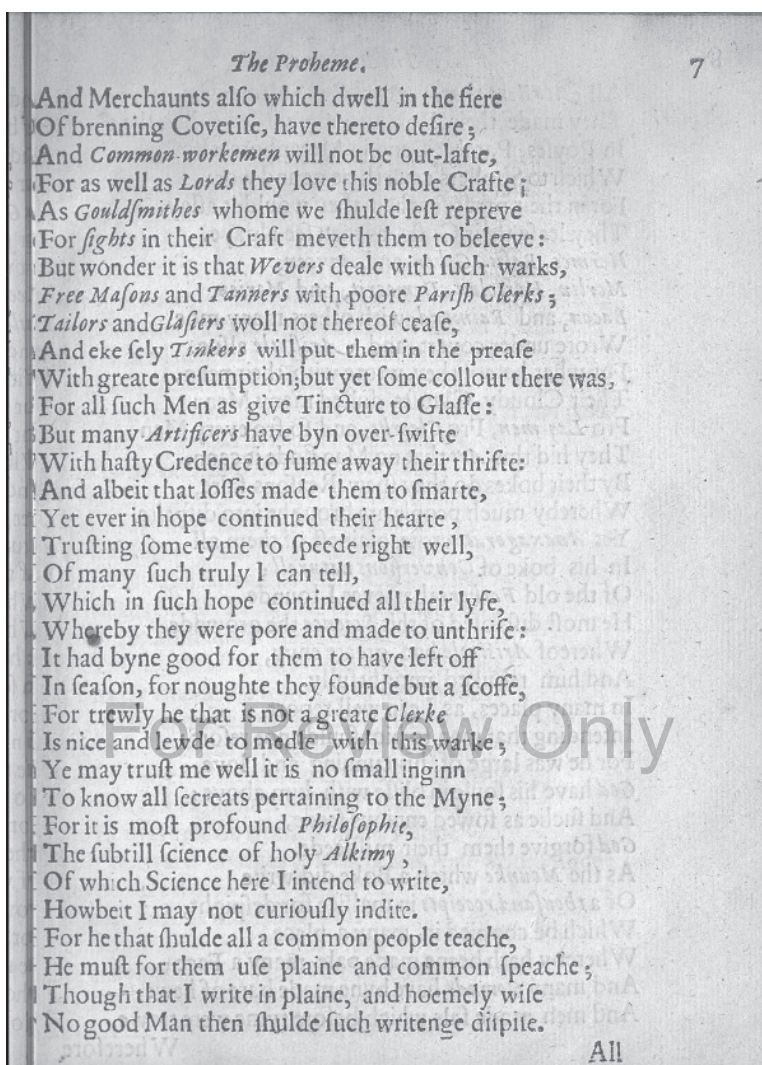 The Proheme. 7
And Merchaunts alſo which dwell in the fiere
Of brenning Covetiſe, have thereto deſire;
And Common-workemen will not be out-laſte,
For as well as Lords they love this noble Crafte;
As Gouldſmithes whome we ſhulde leſt repreve
For ſights in their Craft meveth them to beleeve:
But wonder it is that Wevers deale with ſuch warks,
Free Maſons and Tanners with poore Pariſh Clerks;
Tailors and Glaſiers woll not thereof ceaſe,
And eke ſely Tinkers will put them in the preaſe
With greate preſumption; but yet ſome collour there was,
For all ſuch Men as give Tincture to Glaſſe:
But many Artificers have byn over-ſwifte
With haſty Credence to fume away their thrifte:
And albeit that loſſes made them to ſmarte,
Yet ever in hope continued their hearte,
Truſting ſome tyme to ſpeede right well,
Of many ſuch truly I can tell,
Which in ſuch hope continued all their lyfe,
Whereby they were pore and made to unthrife:
It had byne good for them to have left off
In ſeaſon, for noughte they founde but a ſcoffe,
For trewly he that is not a greate Clerke
Is nice and lewde to medle with this warke;
Ye may truſt me well it is no ſmall inginn
To know all ſecreats pertaining to the Myne;
For it is moſt profound Philoſophie,
The ſubtill ſcience of holy Alkimy,
Of which Science here I intend to write,
Howbeit I may not curiouſly indite.
For he that ſhulde all a common people teache,
He muſt for them uſe plaine and common ſpeache;
Though that I write in plaine, and hoemely wiſe
No good Man then ſhulde ſuch writenge diſpiſe.
All
For Review Only